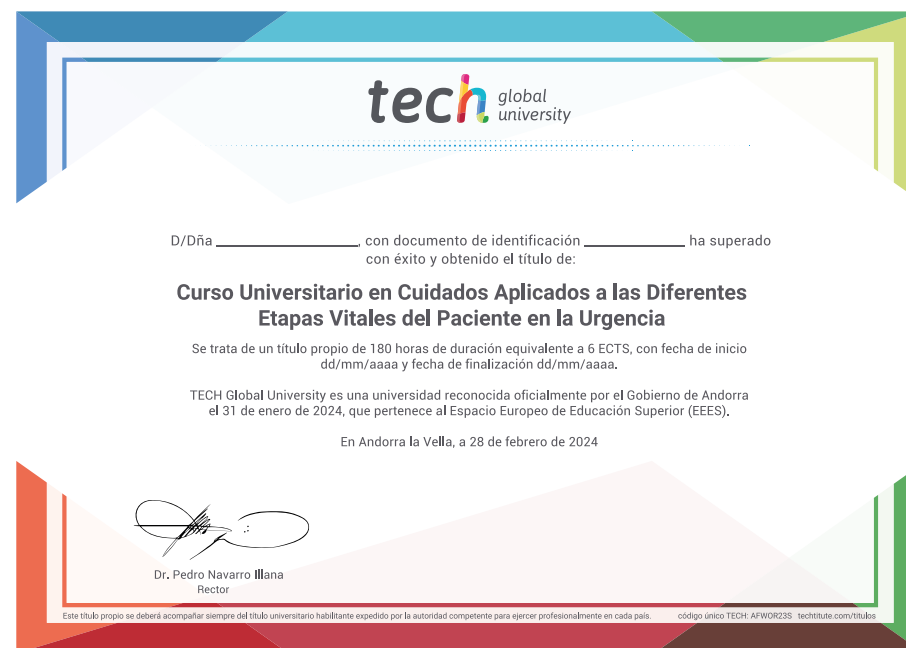 tech global university
D/Dña ____________________, con documento de identificación ______________ ha superado
con éxito y obtenido el título de:
Curso Universitario en Cuidados Aplicados a las Diferentes
Etapas Vitales del Paciente en la Urgencia
Se trata de un título propio de 180 horas de duración equivalente a 6 ECTS, con fecha de inicio
dd/mm/aaaa y fecha de finalización dd/mm/aaaa.
TECH Global University es una universidad reconocida oficialmente por el Gobierno de Andorra
el 31 de enero de 2024, que pertenece al Espacio Europeo de Educación Superior (EEES).
En Andorra la Vella, a 28 de febrero de 2024
Dr. Pedro Navarro Illana
Rector
Este título propio se deberá acompañar siempre del título universitario habilitante expedido por la autoridad competente para ejercer profesionalmente en cada país. código único TECH: AFWOR23S techtitute.com/titulos